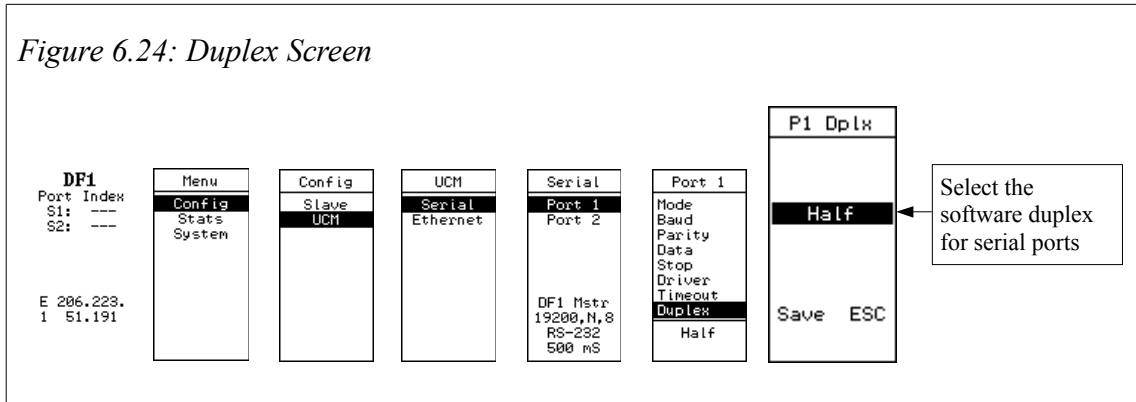 Figure 6.24: Duplex Screen
DF1
Port Index
S1: ---
S2: ---
E 206.223.
1 51.191
Menu
Config
Stats
System
Config
Slave
UCM
UCM
Serial
Ethernet
Serial
Port 1
Port 2
DF1 Mstr
19200,N,8
RS-232
500 mS
Port 1
Mode
Baud
Parity
Data
Stop
Driver
Timeout
Duplex
Half
P1 Dplx
Half
Save ESC
Select the
software duplex
for serial ports